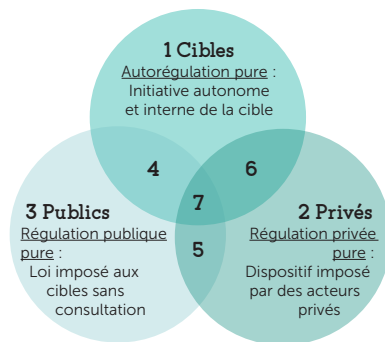 1 Cibles
Autorégulation pure :
Initiative autonome
et interne de la cible
4
6
7
3 Publics
Régulation publique
pure :
Loi imposé aux
cibles sans
consultation
5
2 Privés
Régulation privée
pure :
Dispositif imposé
par des acteurs
privés